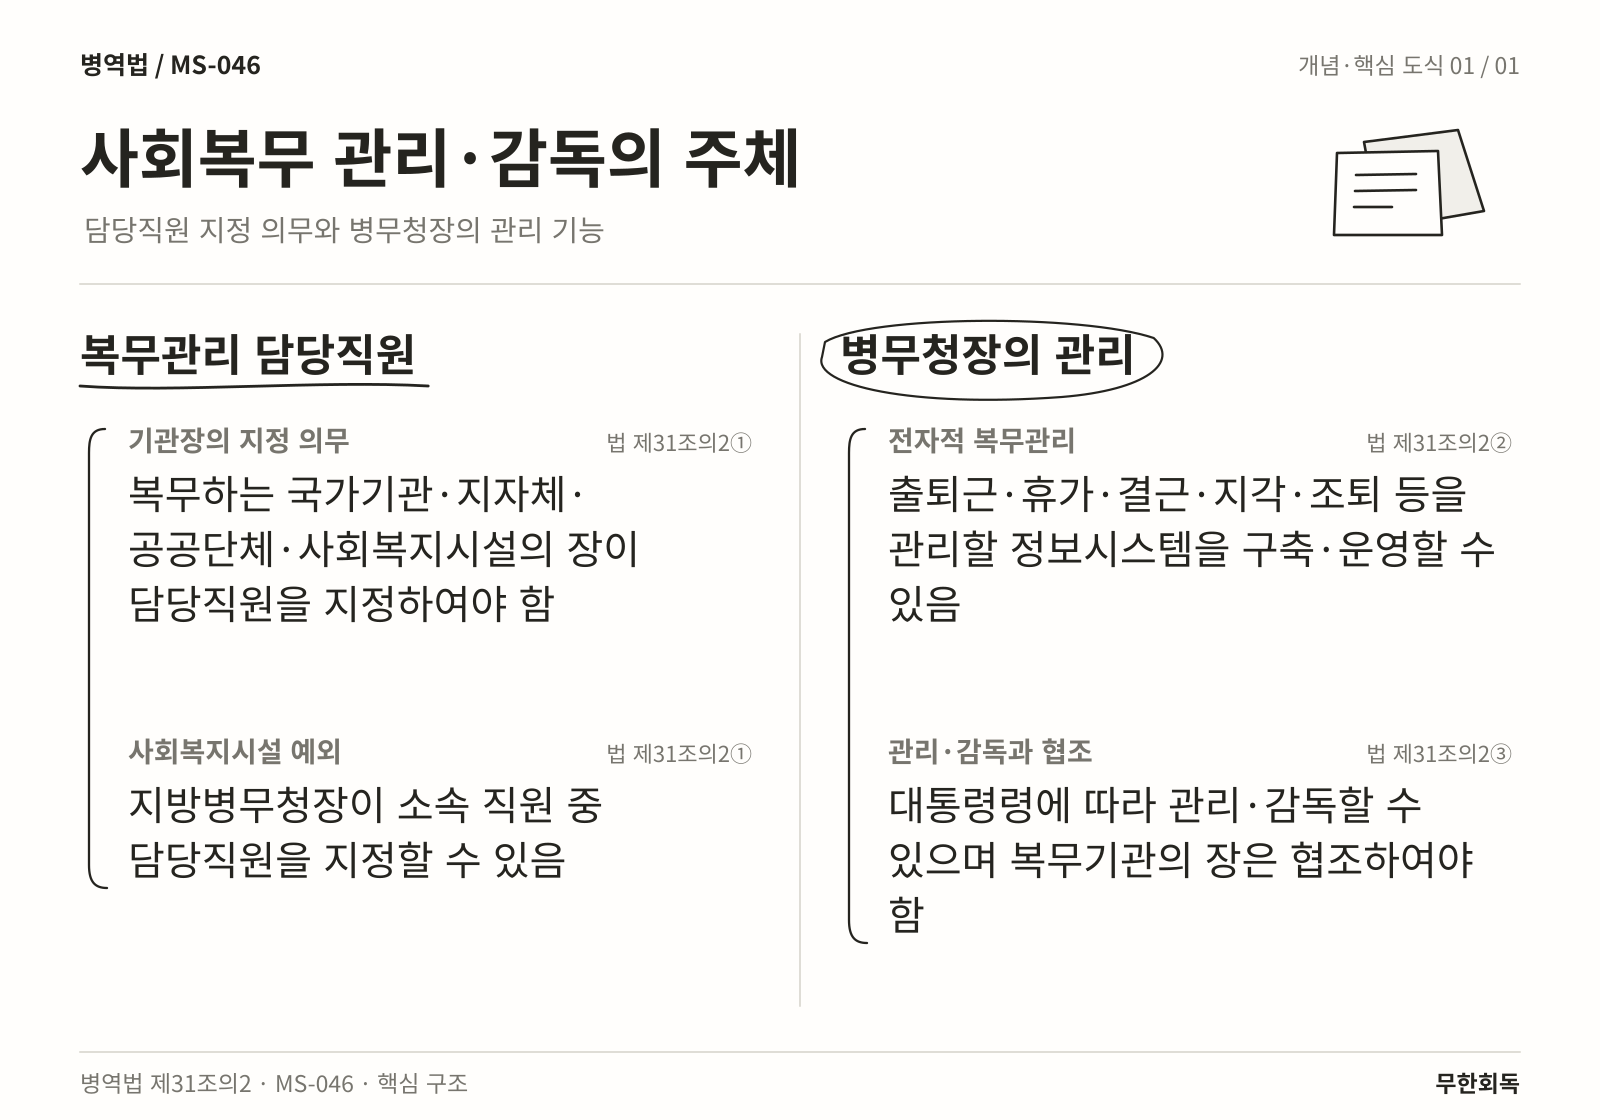 병역법 / MS-046
개념·핵심 도식 01 / 01
사회복무 관리·감독의 주체
담당직원 지정 의무와 병무청장의 관리 기능
복무관리 담당직원
기관장의 지정 의무
법 제31조의2①
복무하는 국가기관·지자체·
공공단체·사회복지시설의 장이
담당직원을 지정하여야 함
사회복지시설 예외
법 제31조의2①
지방병무청장이 소속 직원 중
담당직원을 지정할 수 있음
병무청장의 관리
전자적 복무관리
법 제31조의2②
출퇴근·휴가·결근·지각·조퇴 등을
관리할 정보시스템을 구축·운영할 수
있음
관리·감독과 협조
법 제31조의2③
대통령령에 따라 관리·감독할 수
있으며 복무기관의 장은 협조하여야
함
병역법 제31조의2 · MS-046 · 핵심 구조
무한회독